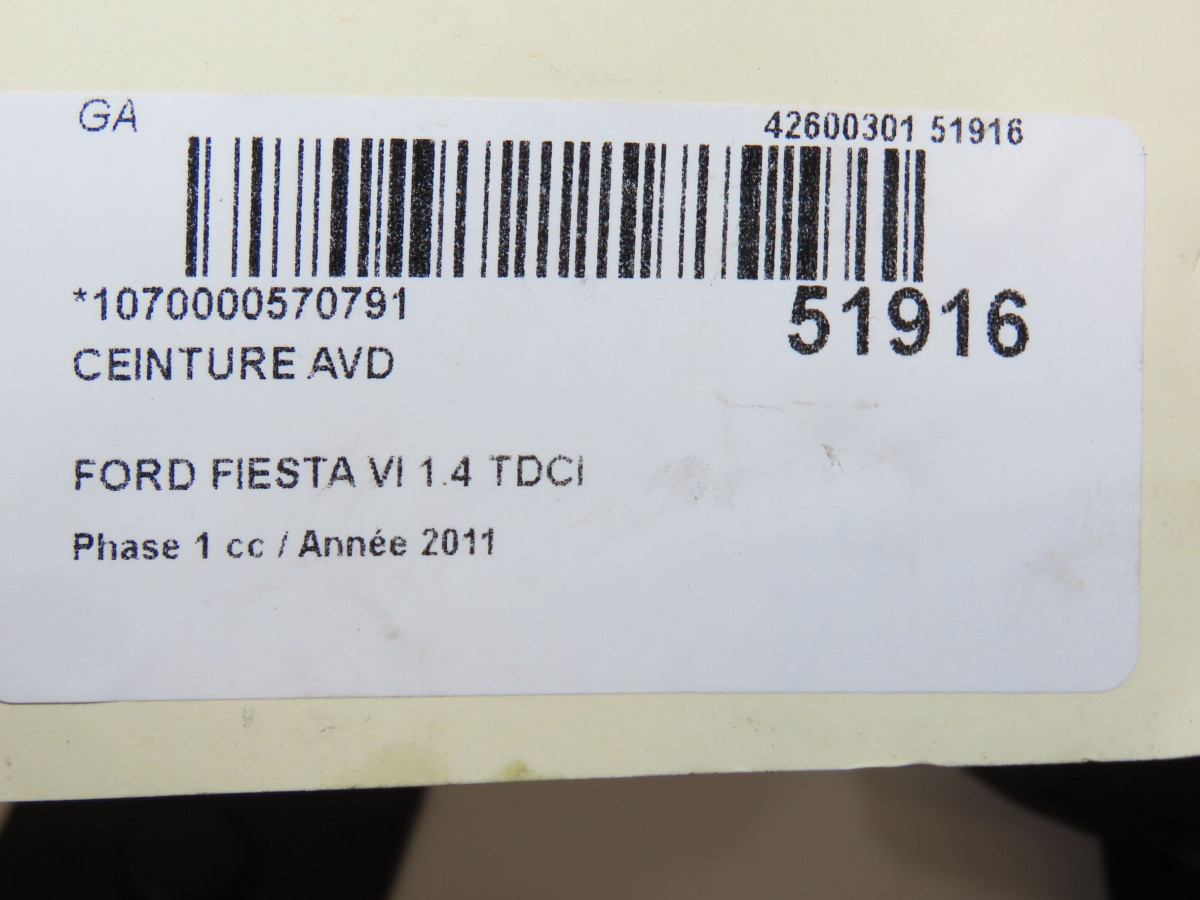 GA
42600301 51916
*1070000570791
51916
CEINTURE AVD
FORD FIESTA VI 1.4 TDCI
Phase 1 cc / Année 2011